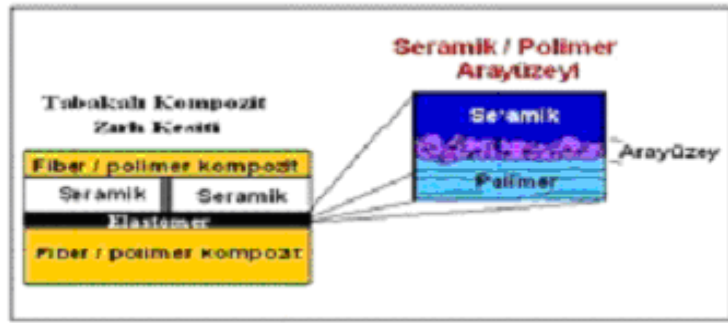 Tabakalı Kompozit
Zırh Kesiti
Fiber / polimer kompozit
Seramik
Seramik
Elastomer
Fiber / polimer kompozit
Seramik / Polimer
Arayüzeyi
Seramik
Polimer
Arayüzey